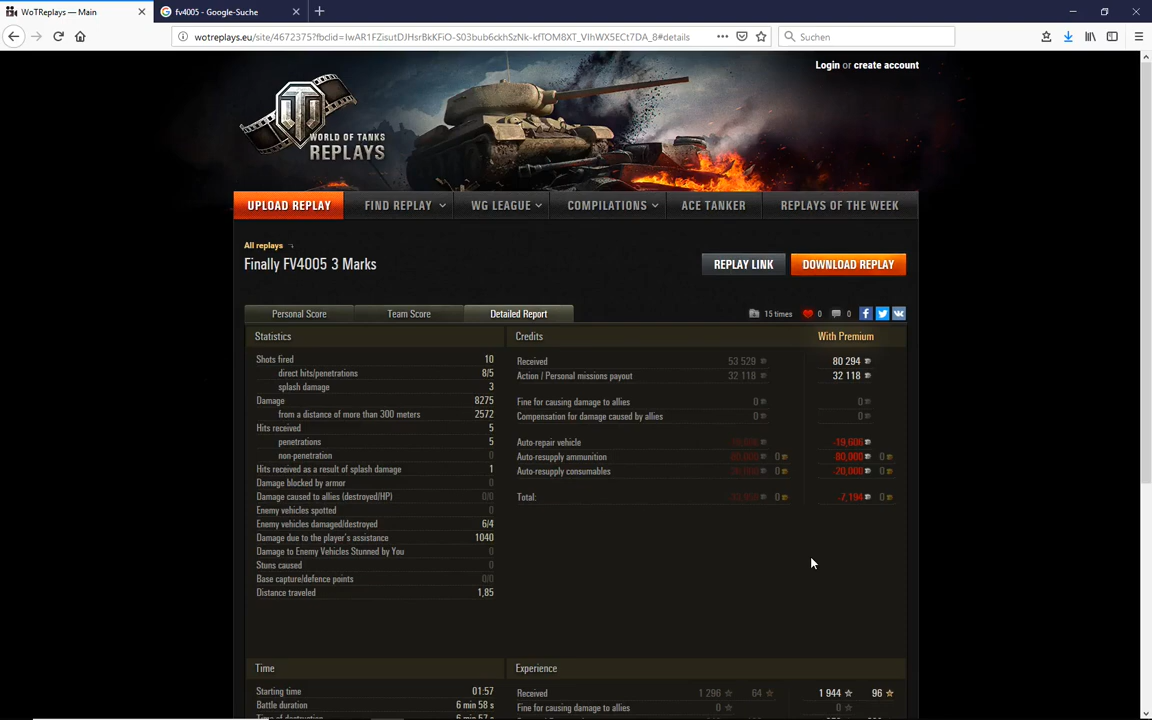 WoTReplays — Main
fv4005 - Google-Suche
wotreplays.eu/site/4672375?fbclid=
#details
Suchen
Login or create account
WORLD OF TANKS
REPLAYS
UPLOAD REPLAY
FIND REPLAY
WG LEAGUE
COMPILATIONS
ACE TANKER
REPLAYS OF THE WEEK
All replays
Finally FV4005 3 Marks
REPLAY LINK
DOWNLOAD REPLAY
Personal Score
Team Score
Detailed Report
15 times
0
0
Statistics
Credits
With Premium
Shots fired 10
Received 53 529 80 294
direct hits/penetrations 8/5
Action / Personal missions payout 32 118 32 118
splash damage 3
Damage 8275
Fine for causing damage to allies 0 0
from a distance of more than 300 meters 2572
Compensation for damage caused by allies 0 0
Hits received 5
penetrations 5
Auto-repair vehicle -19,606
non-penetration 0
Auto-resupply ammunition 0 -80,000 0
Hits received as a result of splash damage 1
Auto-resupply consumables 0 -20,000 0
Damage blocked by armor 0
Damage caused to allies (destroyed/HP) 0/0
Total: 0 -7,194 0
Enemy vehicles spotted 0
Enemy vehicles damaged/destroyed 6/4
Damage due to the player's assistance 1040
Damage to Enemy Vehicles Stunned by You 0
Stuns caused 0
Base capture/defence points 0/0
Distance traveled 1,85
Time
Experience
Starting time 01:57
Received 1 296 64 1 944 96
Battle duration 6 min 58 s
Fine for causing damage to allies 0 0
Time of destruction 6 min 57 s